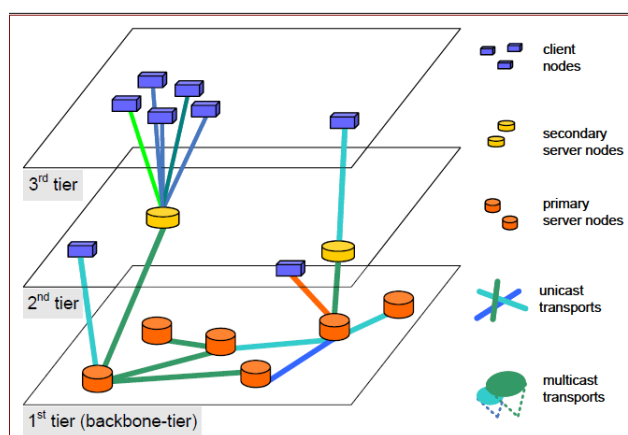 client
nodes
secondary
server nodes
3rd tier
primary
server nodes
2nd tier
unicast
transports
multicast
transports
1st tier (backbone-tier)